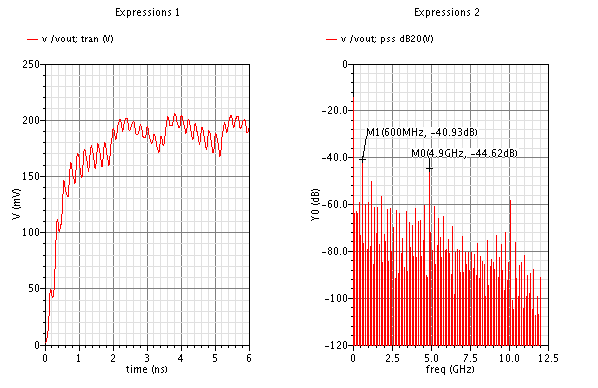 Expressions 1
v /vout; tran (V)
250
200
150
100
50
0
V (mV)
0 1 2 3 4 5 6
time (ns)
Expressions 2
v /vout; pss dB20(V)
0
-20.0
-40.0
-60.0
-80.0
-100
-120
Y0 (dB)
M1(600MHz, -40.93dB)
M0(4.9GHz, -44.62dB)
0 2.5 5.0 7.5 10.0 12.5
freq (GHz)